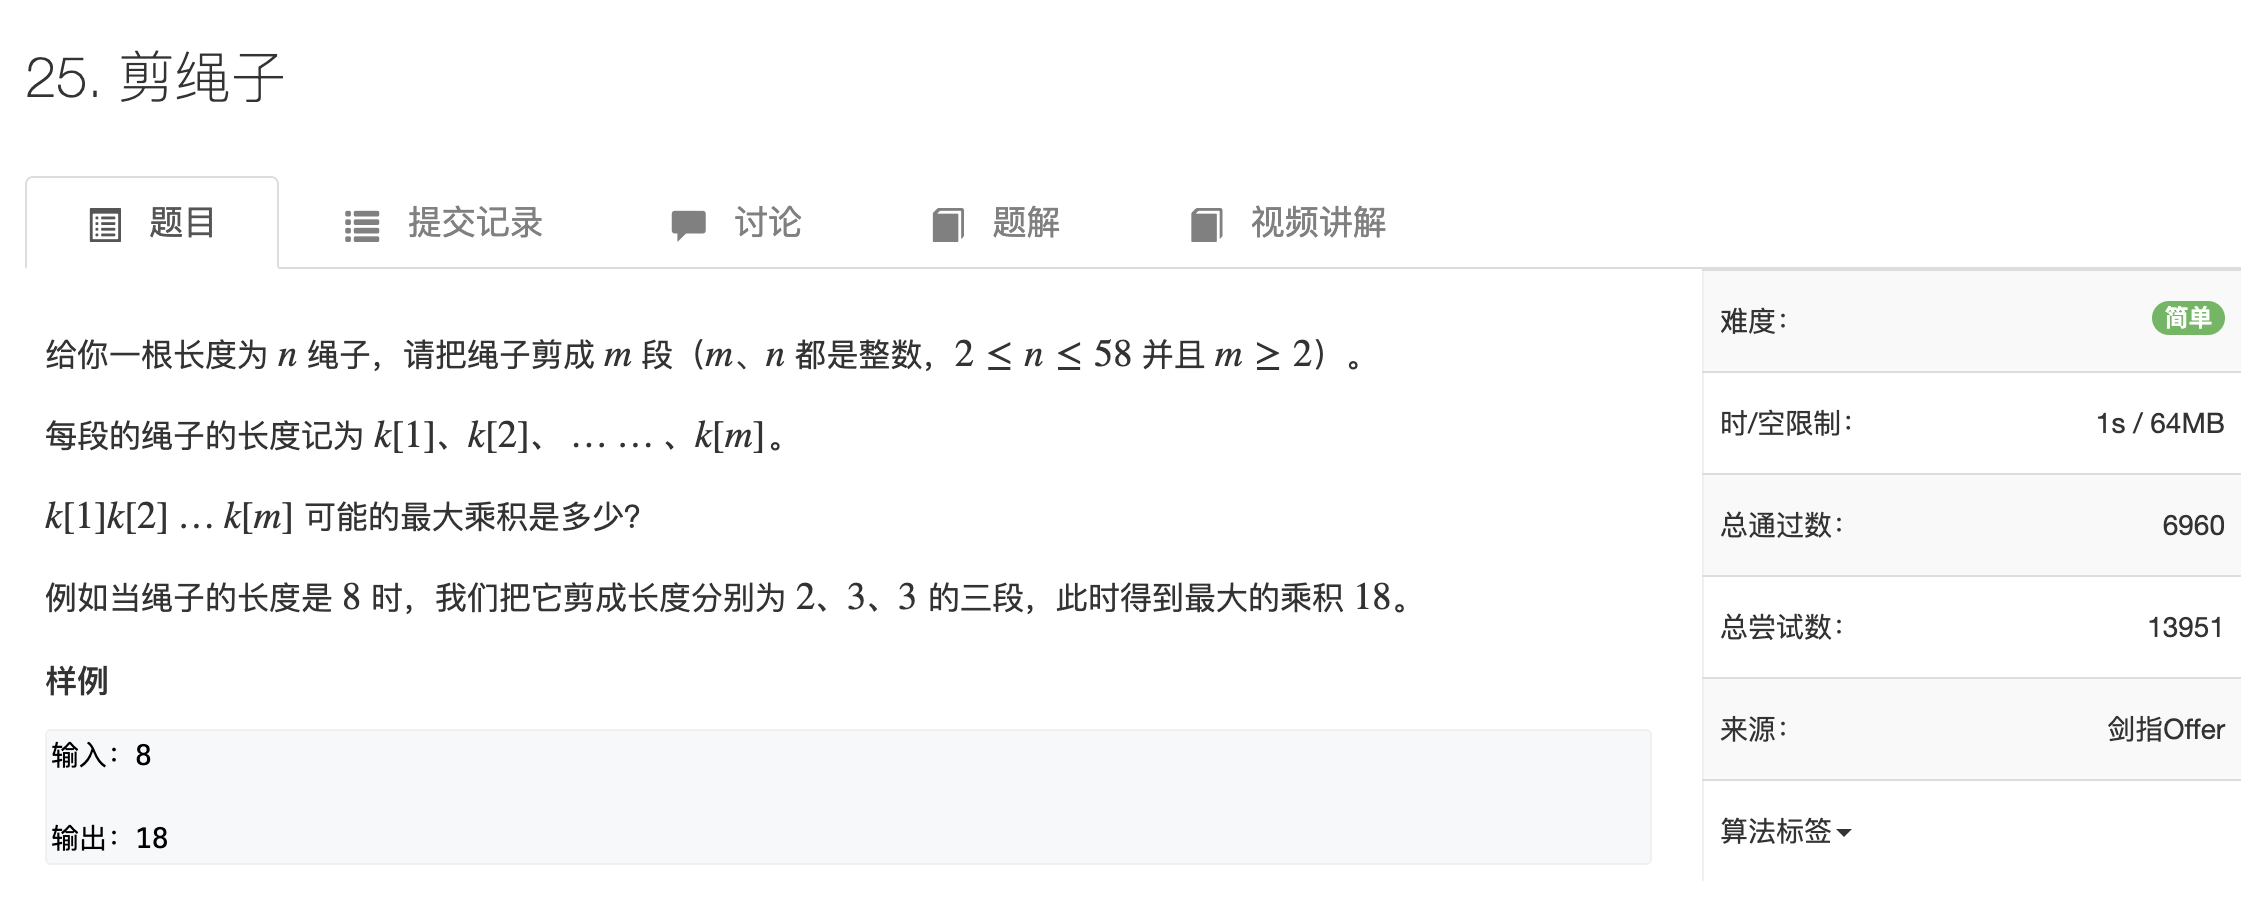 25. 剪绳子
题目 提交记录 讨论 题解 视频讲解
给你一根长度为 n 绳子，请把绳子剪成 m 段（m、n 都是整数，2 ≤ n ≤ 58 并且 m ≥ 2）。
每段的绳子的长度记为 k[1]、k[2]、 … … 、k[m]。
k[1]k[2] … k[m] 可能的最大乘积是多少？
例如当绳子的长度是 8 时，我们把它剪成长度分别为 2、3、3 的三段，此时得到最大的乘积 18。
样例
输入：8
输出：18
难度： 简单
时/空限制： 1s / 64MB
总通过数： 6960
总尝试数： 13951
来源： 剑指Offer
算法标签